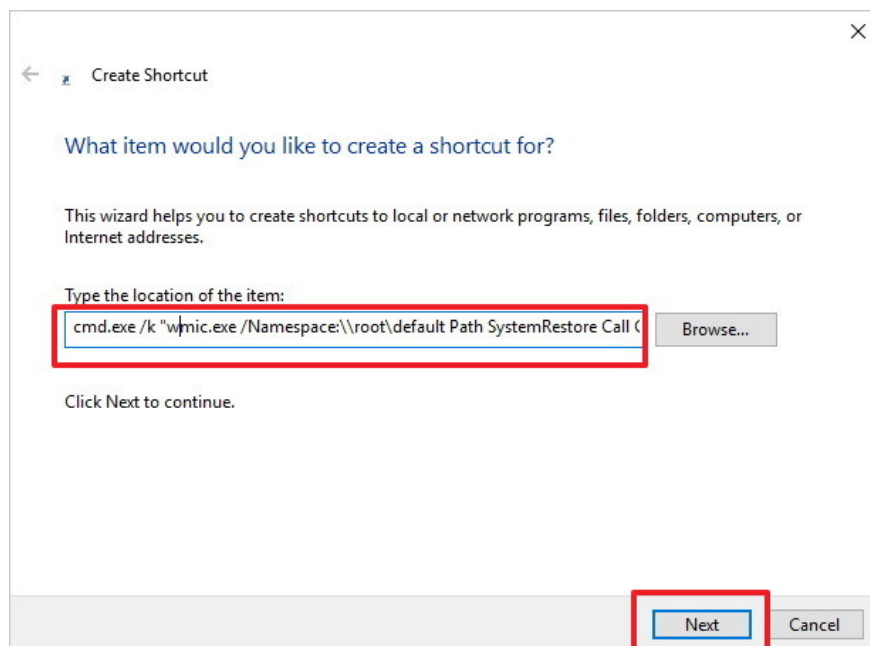 Create Shortcut
What item would you like to create a shortcut for?
This wizard helps you to create shortcuts to local or network programs, files, folders, computers, or
Internet addresses.
Type the location of the item:
cmd.exe /k "wmic.exe /Namespace:\\root\default Path SystemRestore Call
Browse...
Click Next to continue.
Next
Cancel